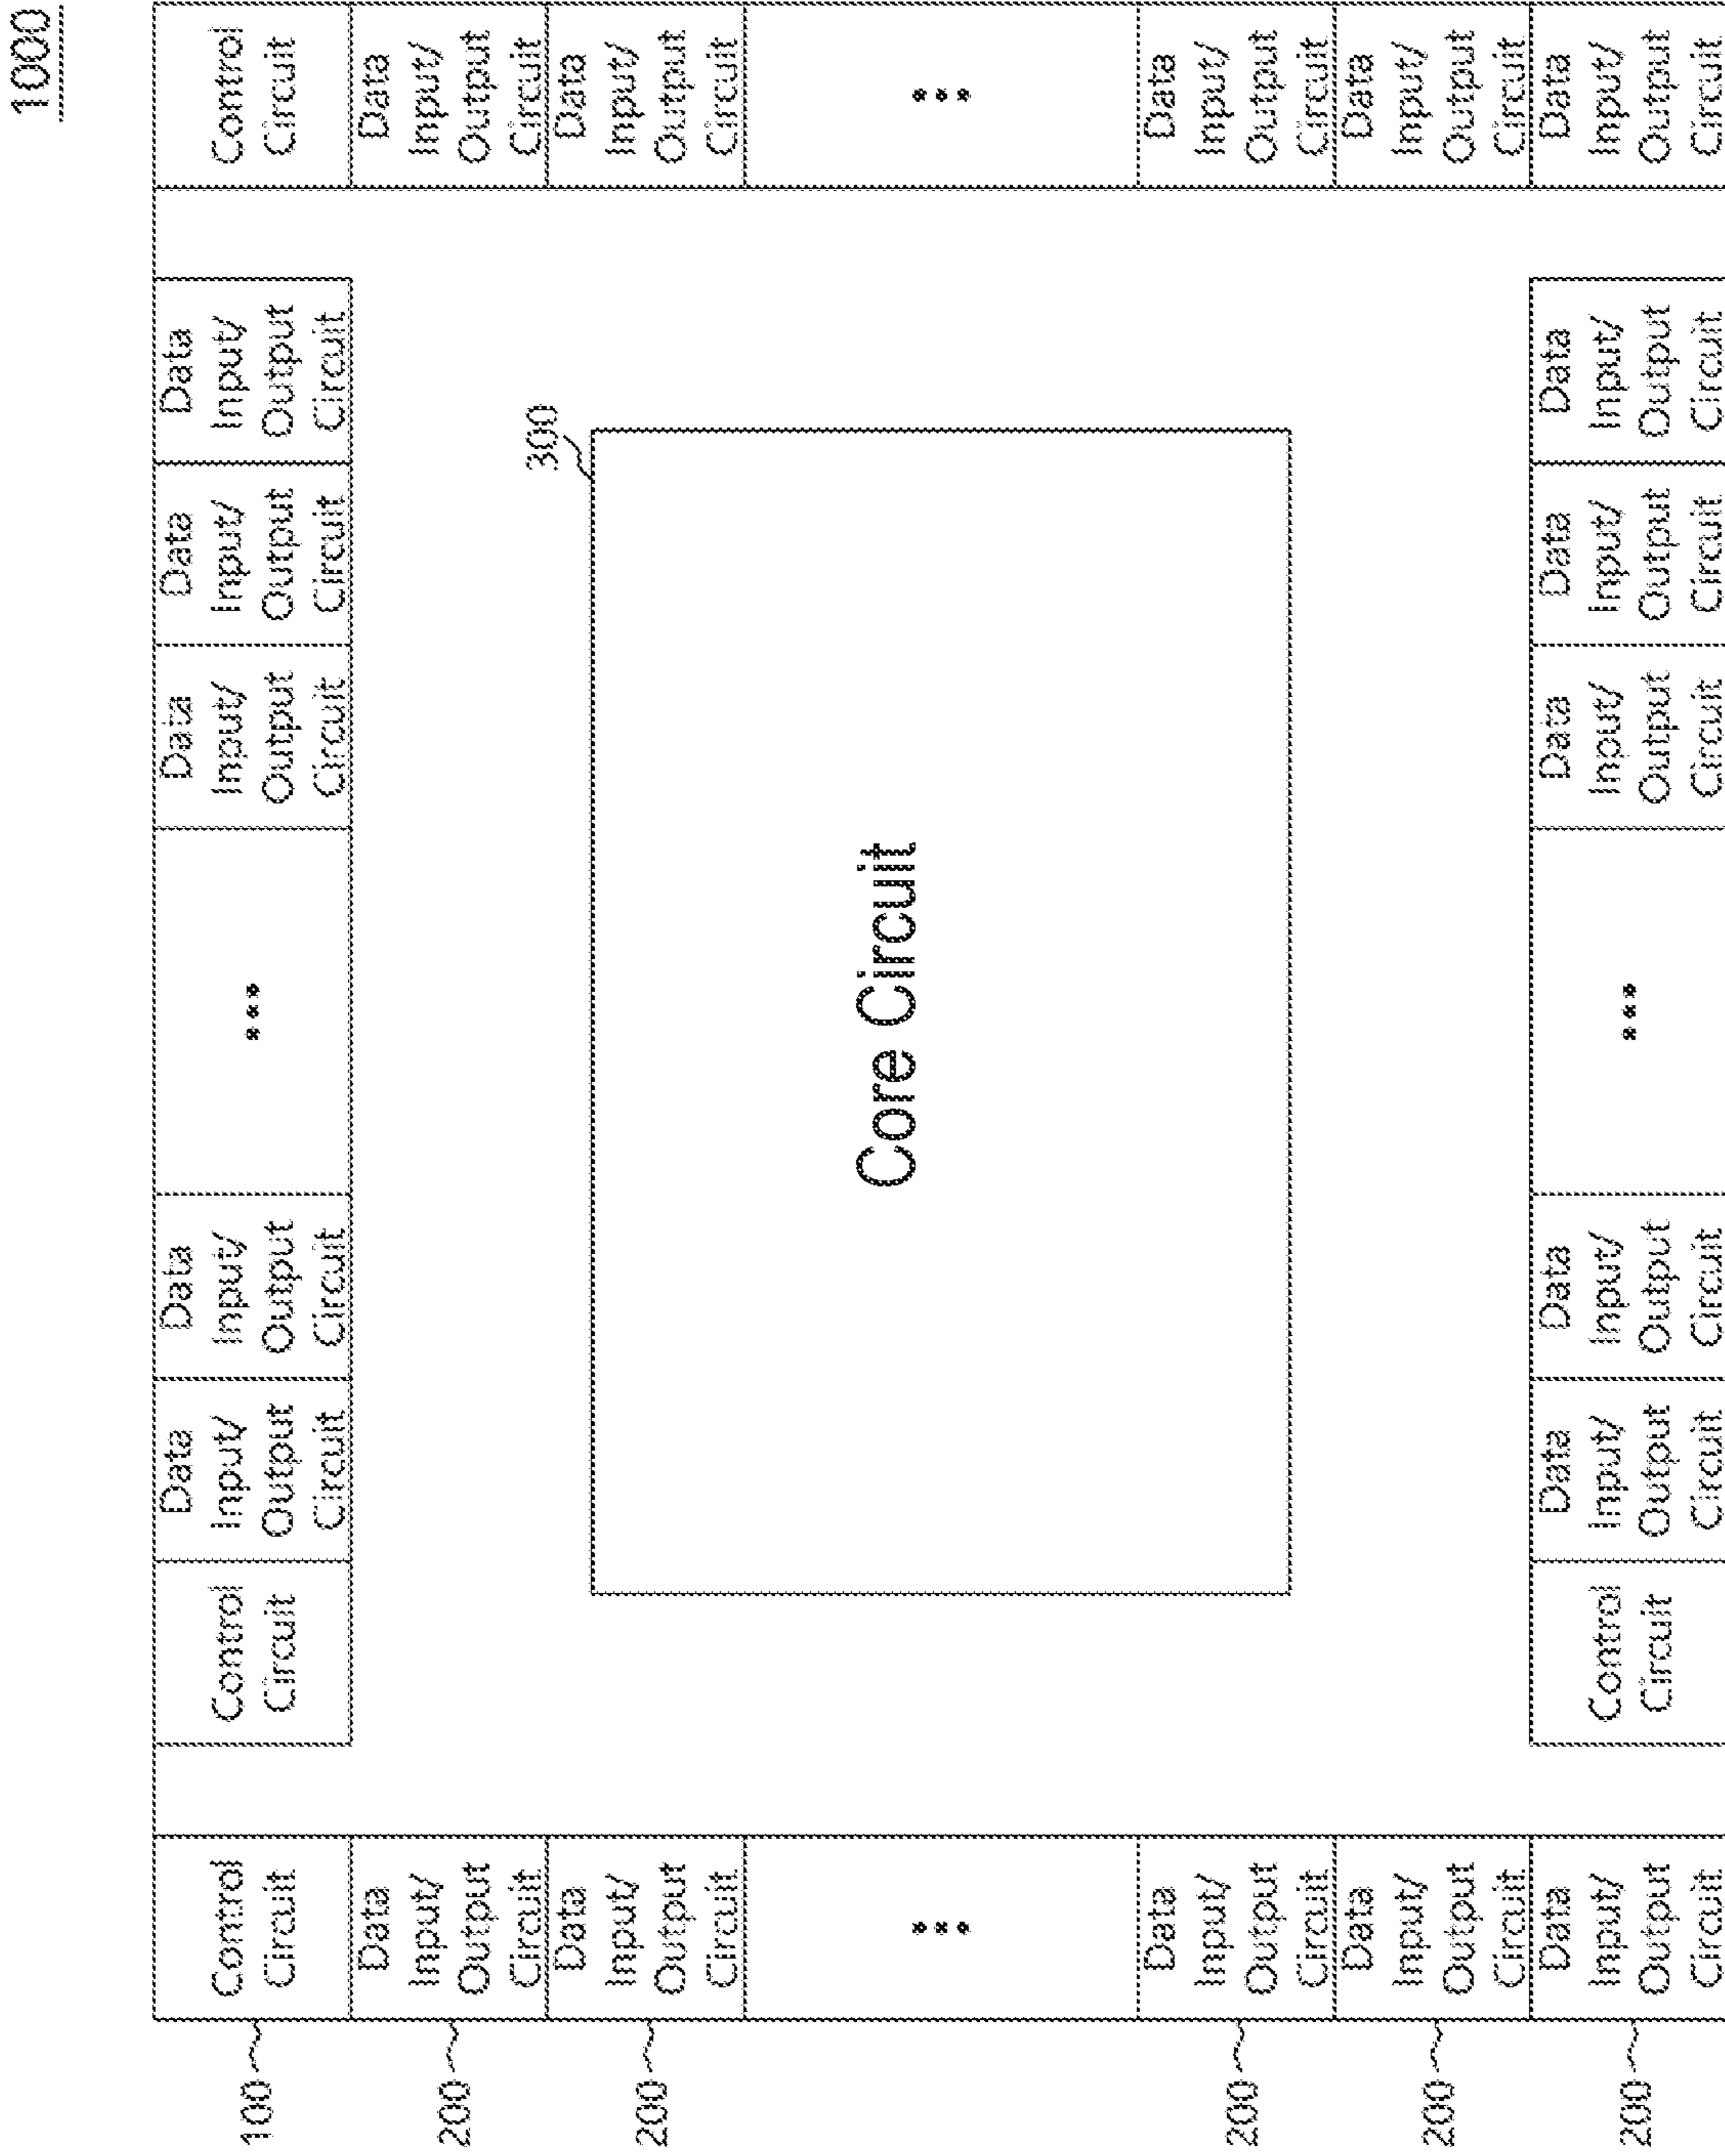 1000
100
Control
Circuit
Control
Circuit
Data
Input/
Output
Circuit
Data
Input/
Output
Circuit
...
Data
Input/
Output
Circuit
Data
Input/
Output
Circuit
Data
Input/
Output
Circuit
Control
Circuit
200
Data
Input/
Output
Circuit
Data
Input/
Output
Circuit
200
Data
Input/
Output
Circuit
300
Data
Input/
Output
Circuit
...
Core Circuit
...
200
Data
Input/
Output
Circuit
Data
Input/
Output
Circuit
200
Data
Input/
Output
Circuit
Data
Input/
Output
Circuit
200
Data
Input/
Output
Circuit
Control
Circuit
Data
Input/
Output
Circuit
Data
Input/
Output
Circuit
...
Data
Input/
Output
Circuit
Data
Input/
Output
Circuit
Data
Input/
Output
Circuit
Data
Input/
Output
Circuit